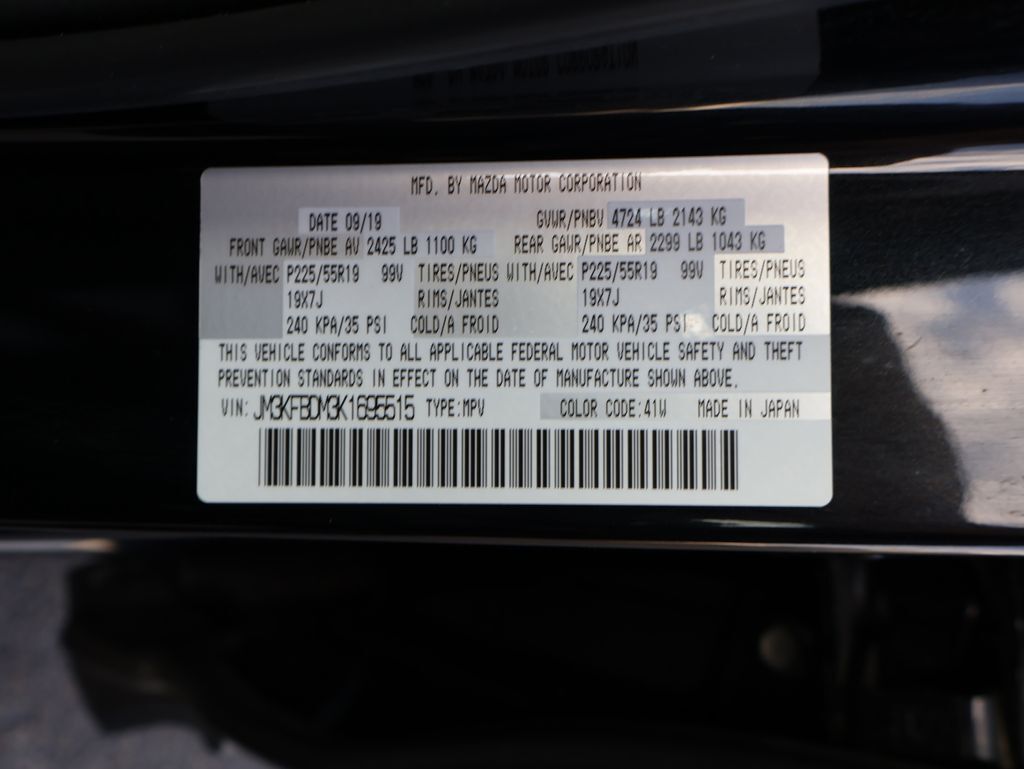 MFD. BY MAZDA MOTOR CORPORATION
DATE 09/19 GVWR/PNBV 4724 LB 2143 KG
FRONT GAWR/PNBE AV 2425 LB 1100 KG REAR GAWR/PNBE AR 2299 LB 1043 KG
WITH/AVEC P225/55R19 99V TIRES/PNEUS WITH/AVEC P225/55R19 99V TIRES/PNEUS
19X7J RIMS/JANTES 19X7J RIMS/JANTES
240 KPA/35 PSI COLD/A FROID 240 KPA/35 PSI COLD/A FROID
THIS VEHICLE CONFORMS TO ALL APPLICABLE FEDERAL MOTOR VEHICLE SAFETY AND THEFT
PREVENTION STANDARDS IN EFFECT ON THE DATE OF MANUFACTURE SHOWN ABOVE.
VIN: JM3KFBDM3K1695515 TYPE:MPV COLOR CODE:41W MADE IN JAPAN